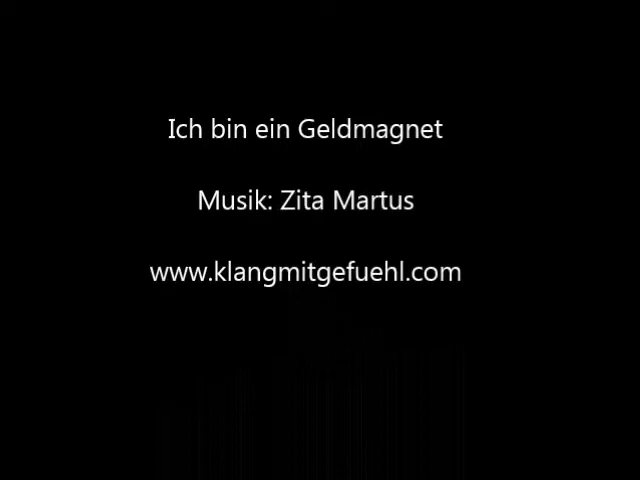 Ich bin ein Geldmagnet
Musik: Zita Martus
www.klangmitgefuehl.com